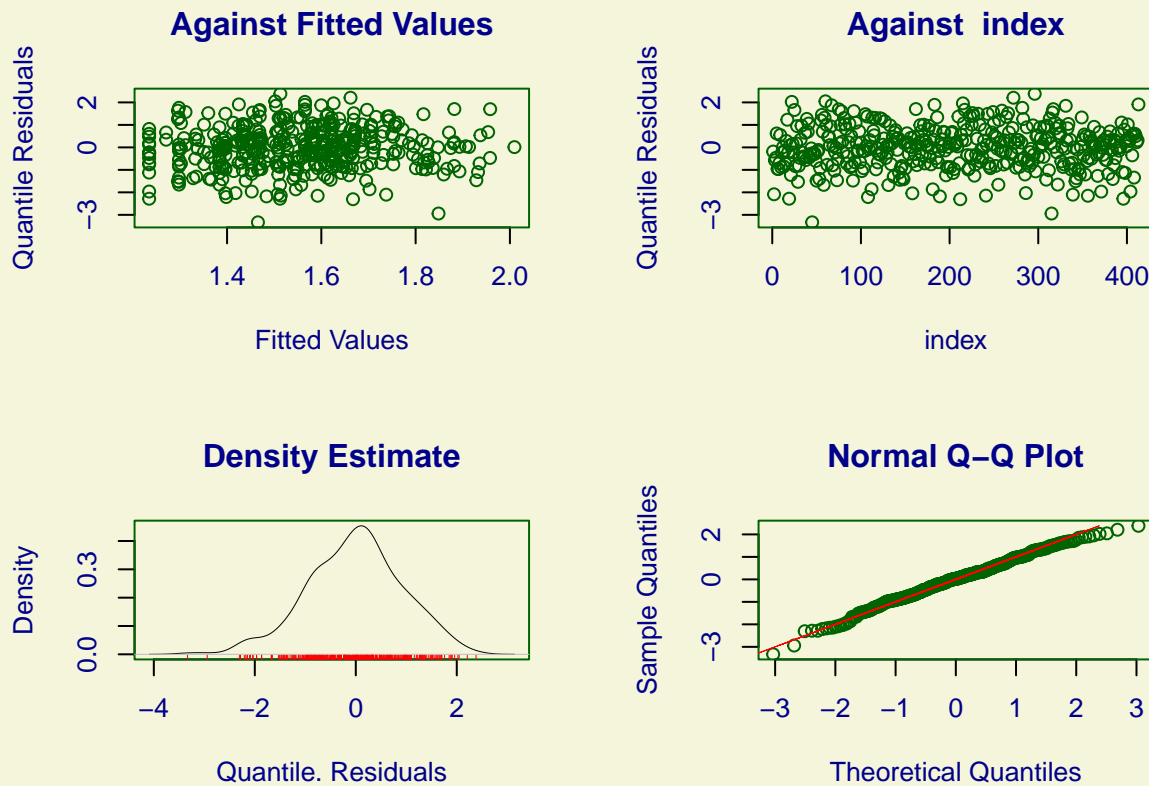 Against Fitted Values
Quantile Residuals
2
0
−3
1.4 1.6 1.8 2.0
Fitted Values
Against  index
Quantile Residuals
2
0
−3
0 100 200 300 400
index
Density Estimate
Density
0.3
0.0
−4 −2 0 2
Quantile. Residuals
Normal Q−Q Plot
Sample Quantiles
2
0
−3
−3 −2 −1 0 1 2 3
Theoretical Quantiles